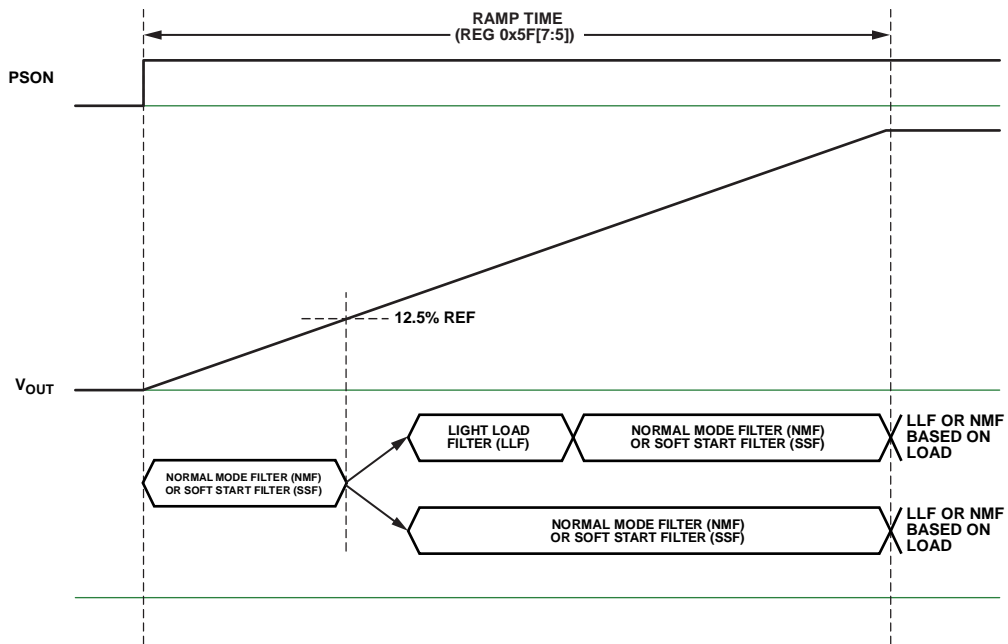 RAMP TIME
(REG 0x5F[7:5])
PSON
12.5% REF
VOUT
LIGHT LOAD
FILTER (LLF)
NORMAL MODE FILTER (NMF)
OR SOFT START FILTER (SSF)
LLF OR NMF
BASED ON
LOAD
NORMAL MODE FILTER (NMF)
OR SOFT START FILTER (SSF)
NORMAL MODE FILTER (NMF)
OR SOFT START FILTER (SSF)
LLF OR NMF
BASED ON
LOAD